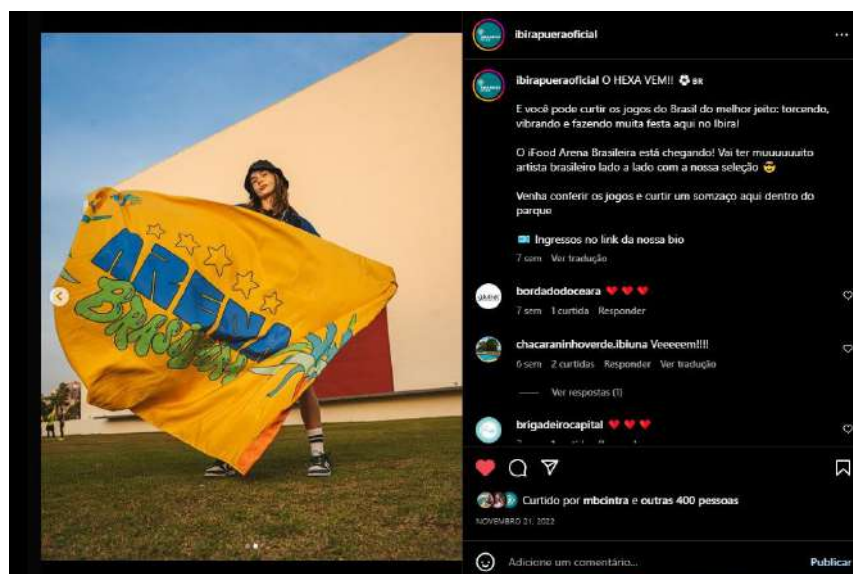 ARENA
BRASILEIRA
ibirapueraoficial
ibirapueraoficial O HEXA VEM!! ⚽ BR
E você pode curtir os jogos do Brasil do melhor jeito: torcendo,
vibrando e fazendo muita festa aqui no Ibira!
O iFood Arena Brasileira está chegando! Vai ter muuuuuuito
artista brasileiro lado a lado com a nossa seleção 😎
Venha conferir os jogos e curtir um somzaço aqui dentro do
parque
🎫 Ingressos no link da nossa bio
7 sem Ver tradução
bordadodoceara ❤️ ❤️ ❤️
7 sem 1 curtida Responder
chacaraninhoverde.ibiuna Veeeeem!!!!
6 sem 2 curtidas Responder Ver tradução
Ver respostas (1)
brigadeirocapital ❤️ ❤️ ❤️
Curtido por mbcintra e outras 400 pessoas
NOVEMBRO 21, 2022
Adicione um comentário...
Publicar